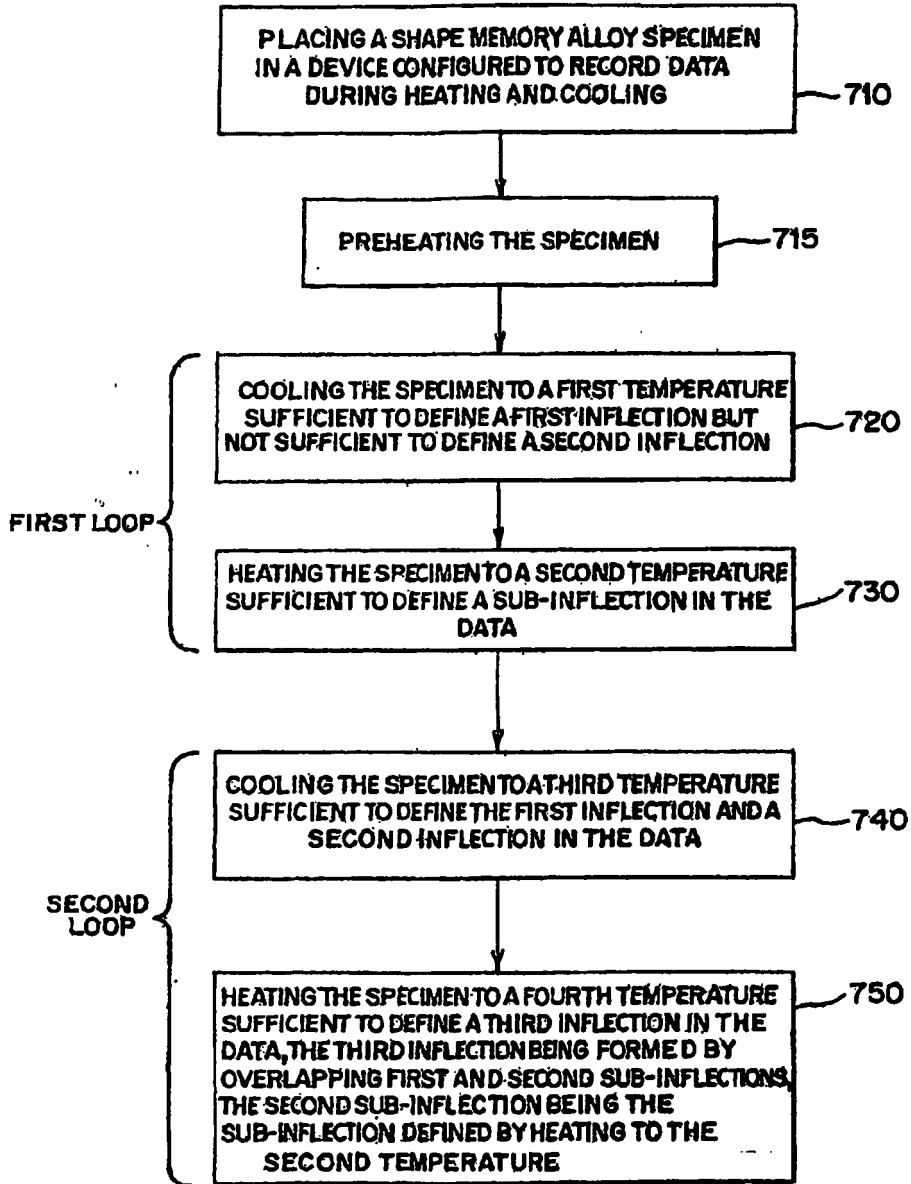 PLACING A SHAPE MEMORY ALLOY SPECIMEN
IN A DEVICE CONFIGURED TO RECORD DATA
DURING HEATING AND COOLING
710
PREHEATING THE SPECIMEN
715
FIRST LOOP
COOLING THE SPECIMEN TO A FIRST TEMPERATURE
SUFFICIENT TO DEFINE A FIRST INFLECTION BUT
NOT SUFFICIENT TO DEFINE A SECOND INFLECTION
720
HEATING THE SPECIMEN TO A SECOND TEMPERATURE
SUFFICIENT TO DEFINE A SUB-INFLECTION IN THE
DATA
730
SECOND
LOOP
COOLING THE SPECIMEN TO A THIRD TEMPERATURE
SUFFICIENT TO DEFINE THE FIRST INFLECTION AND A
SECOND INFLECTION IN THE DATA
740
HEATING THE SPECIMEN TO A FOURTH TEMPERATURE
SUFFICIENT TO DEFINE A THIRD INFLECTION IN THE
DATA, THE THIRD INFLECTION BEING FORMED BY
OVERLAPPING FIRST AND SECOND SUB-INFLECTIONS,
THE SECOND SUB-INFLECTION BEING THE
SUB-INFLECTION DEFINED BY HEATING TO THE
SECOND TEMPERATURE
750